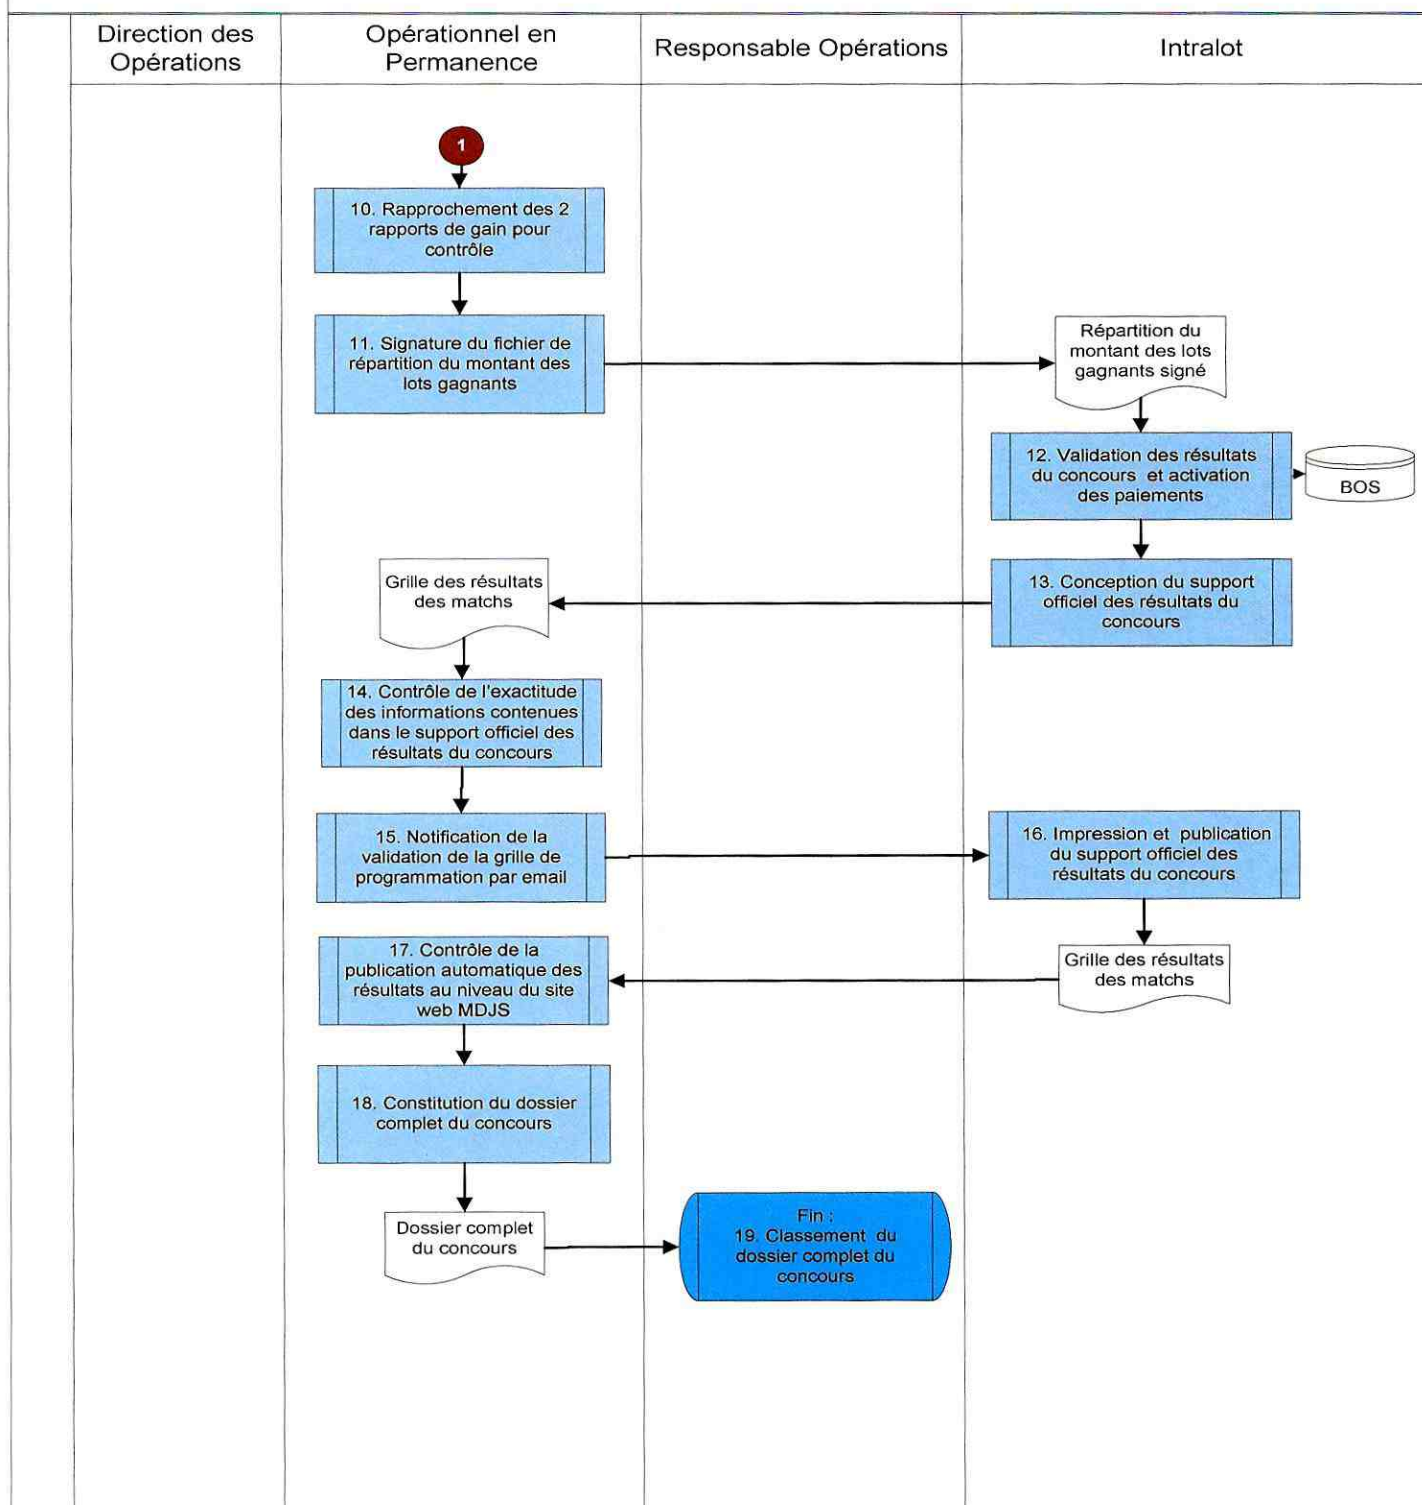 Direction des
Opérations
Opérationnel en
Permanence
Responsable Opérations
Intralot
1
10. Rapprochement des 2
rapports de gain pour
contrôle
11. Signature du fichier de
répartition du montant des
lots gagnants
Répartition du
montant des lots
gagnants signé
12. Validation des résultats
du concours et activation
des paiements
BOS
13. Conception du support
officiel des résultats du
concours
Grille des résultats
des matchs
14. Contrôle de l'exactitude
des informations contenues
dans le support officiel des
résultats du concours
15. Notification de la
validation de la grille de
programmation par email
16. Impression et publication
du support officiel des
résultats du concours
Grille des résultats
des matchs
17. Contrôle de la
publication automatique des
résultats au niveau du site
web MDJS
18. Constitution du dossier
complet du concours
Dossier complet
du concours
Fin :
19. Classement du
dossier complet du
concours